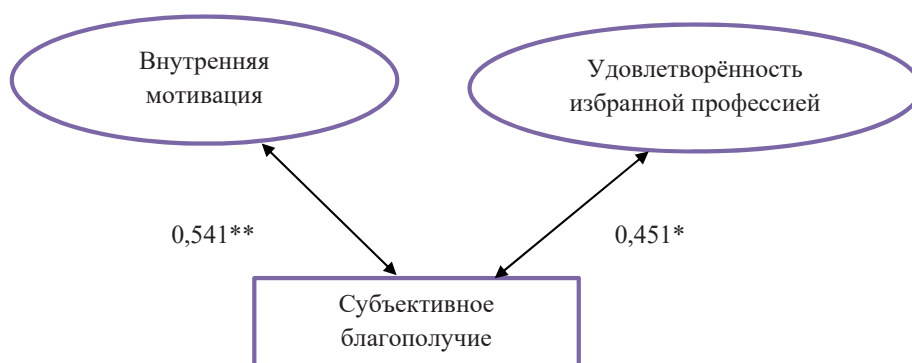 Внутренняя
мотивация
Удовлетворённость
избранной профессией
0,541**
0,451*
Субъективное
благополучие